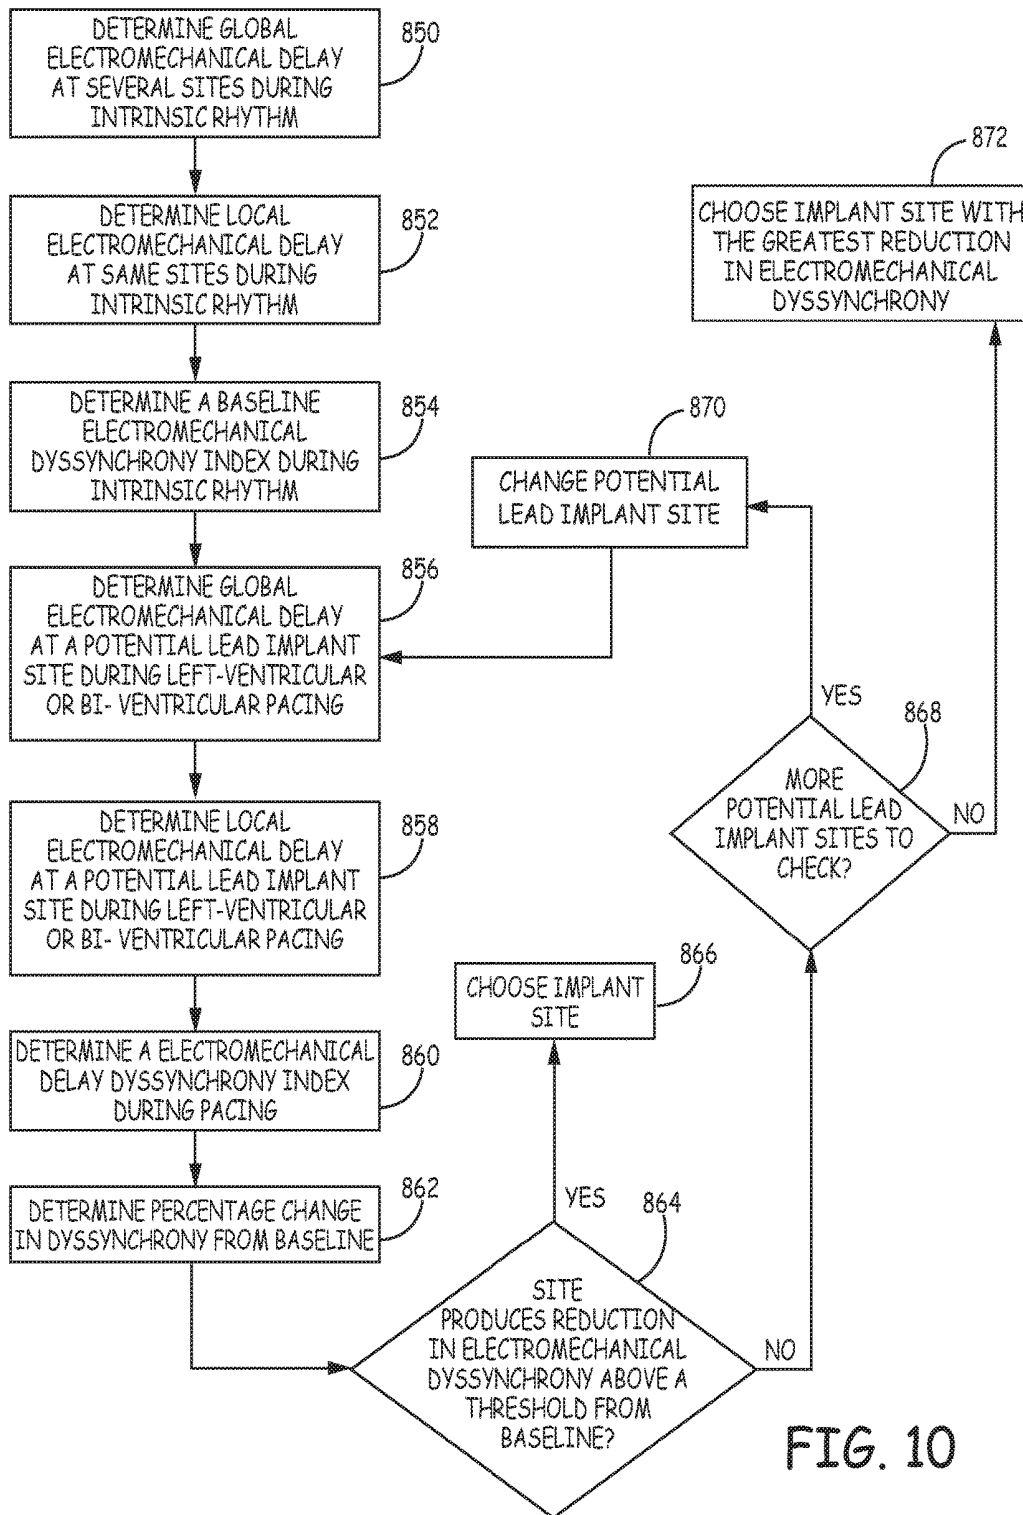 DETERMINE GLOBAL
ELECTROMECHANICAL DELAY
AT SEVERAL SITES DURING
INTRINSIC RHYTHM
850
DETERMINE LOCAL
ELECTROMECHANICAL DELAY
AT SAME SITES DURING
INTRINSIC RHYTHM
852
DETERMINE A BASELINE
ELECTROMECHANICAL
DYSSYNCHRONY INDEX DURING
INTRINSIC RHYTHM
854
DETERMINE GLOBAL
ELECTROMECHANICAL DELAY
AT A POTENTIAL LEAD IMPLANT
SITE DURING LEFT-VENTRICULAR
OR BI- VENTRICULAR PACING
856
DETERMINE LOCAL
ELECTROMECHANICAL DELAY
AT A POTENTIAL LEAD IMPLANT
SITE DURING LEFT-VENTRICULAR
OR BI- VENTRICULAR PACING
858
DETERMINE A ELECTROMECHANICAL
DELAY DYSSYNCHRONY INDEX
DURING PACING
860
DETERMINE PERCENTAGE CHANGE
IN DYSSYNCHRONY FROM BASELINE
862
SITE
PRODUCES REDUCTION
IN ELECTROMECHANICAL
DYSSYNCHRONY ABOVE A
THRESHOLD FROM
BASELINE?
864
YES
NO
CHOOSE IMPLANT
SITE
866
MORE
POTENTIAL LEAD
IMPLANT SITES TO
CHECK?
868
YES
NO
CHANGE POTENTIAL
LEAD IMPLANT SITE
870
CHOOSE IMPLANT SITE WITH
THE GREATEST REDUCTION
IN ELECTROMECHANICAL
DYSSYNCHRONY
872
FIG. 10